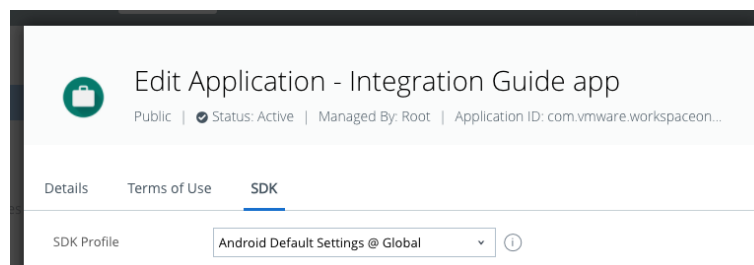 Edit Application - Integration Guide app
Public | Status: Active | Managed By: Root | Application ID: com.vmware.workspaceon...
Details Terms of Use SDK
SDK Profile Android Default Settings @ Global